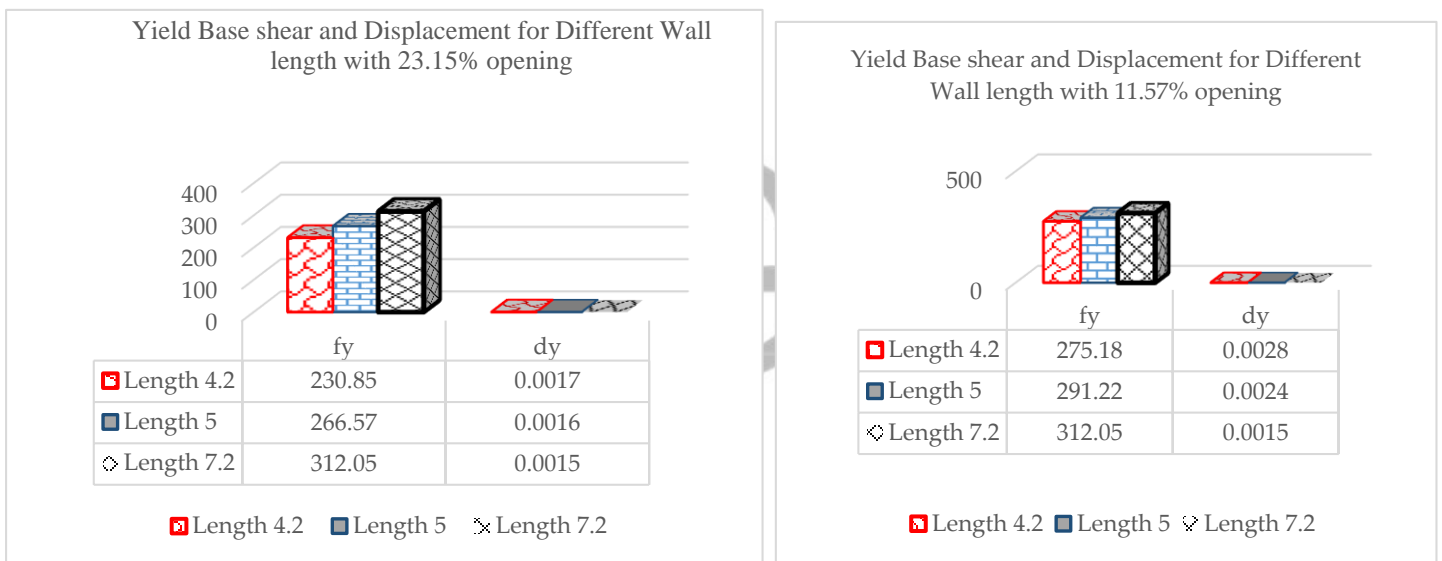 Yield Base shear and Displacement for Different Wall
length with 23.15% opening
400
300
200
100
0
fy dy
Length 4.2 230.85 0.0017
Length 5 266.57 0.0016
Length 7.2 312.05 0.0015
Length 4.2 Length 5 Length 7.2
Yield Base shear and Displacement for Different
Wall length with 11.57% opening
500
0
fy dy
Length 4.2 275.18 0.0028
Length 5 291.22 0.0024
Length 7.2 312.05 0.0015
Length 4.2 Length 5 Length 7.2